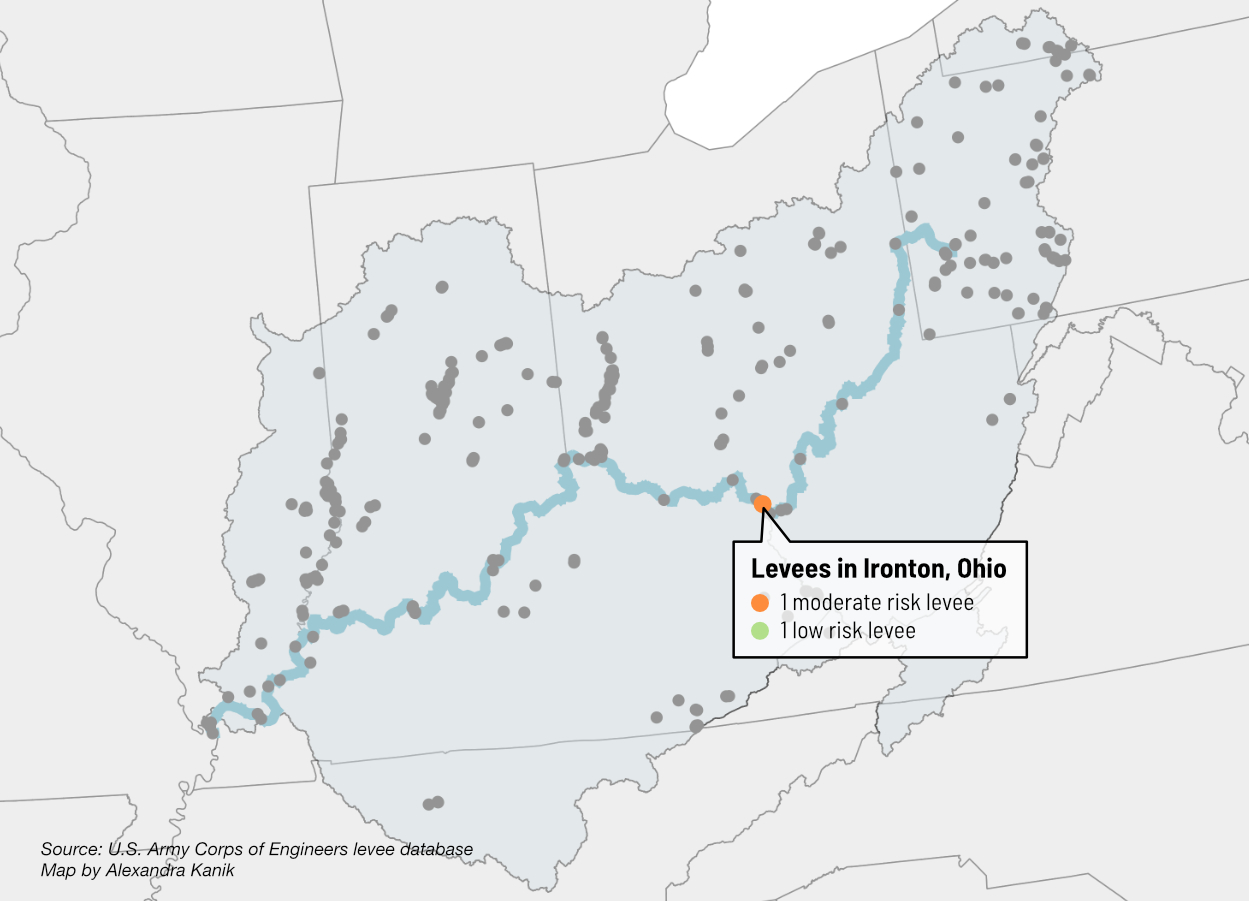 Levees in Ironton, Ohio
1 moderate risk levee
1 low risk levee
Source: U.S. Army Corps of Engineers levee database
Map by Alexandra Kanik